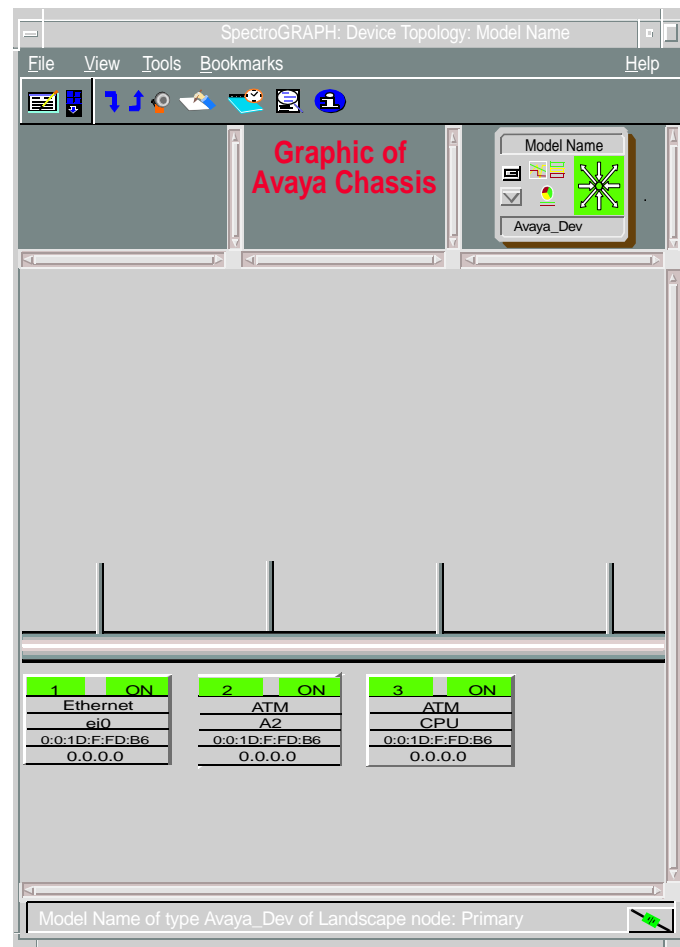 SpectroGRAPH: Device Topology: Model Name
File View Tools Bookmarks Help
Graphic of
Avaya Chassis
Model Name
Avaya_Dev
1 ON
Ethernet
ei0
0:0:1D:F:FD:B6
0.0.0.0
2 ON
ATM
A2
0:0:1D:F:FD:B6
0.0.0.0
3 ON
ATM
CPU
0:0:1D:F:FD:B6
0.0.0.0
Model Name of type Avaya_Dev of Landscape node: Primary